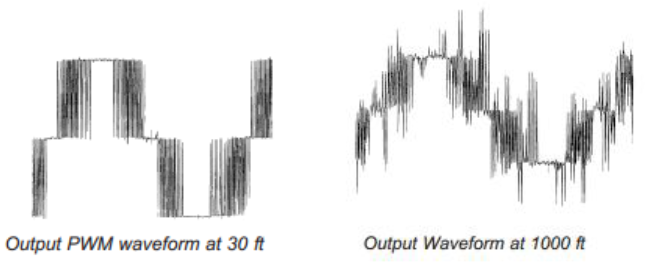 Output PWM waveform at 30 ft
Output Waveform at 1000 ft